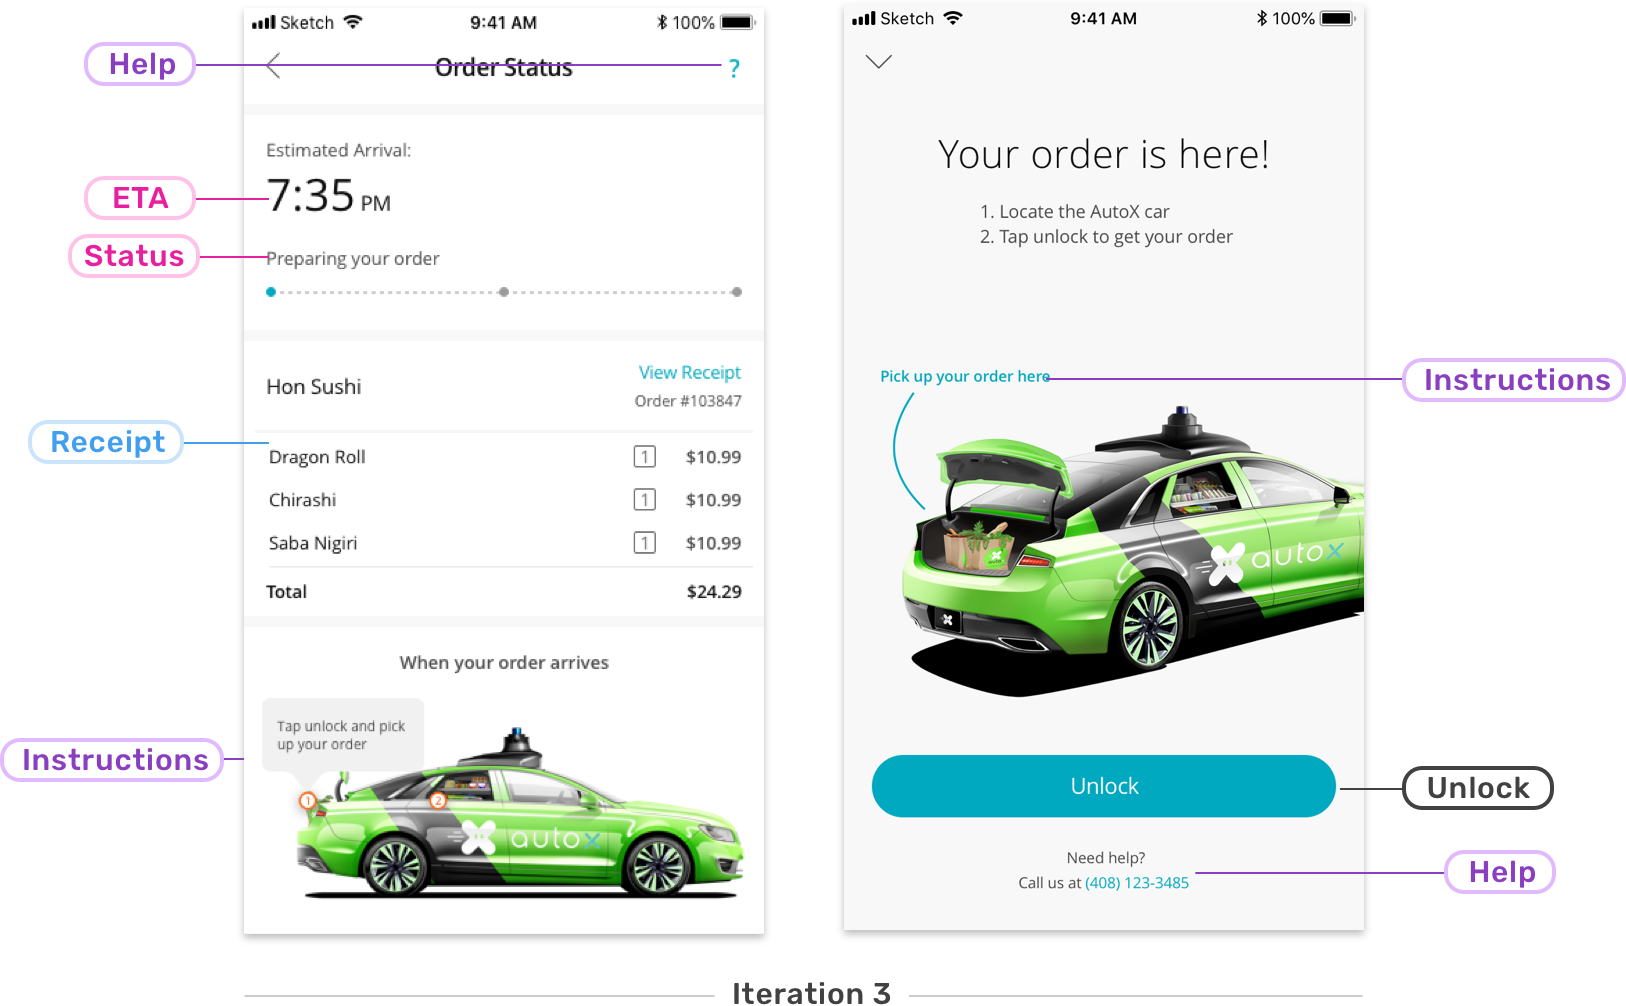 Sketch 9:41 AM 100%
Help
Order Status ?
Estimated Arrival:
ETA
7:35 PM
Status
Preparing your order
Hon Sushi
View Receipt
Order #103847
Receipt
Dragon Roll 1 $10.99
Chirashi 1 $10.99
Saba Nigiri 1 $10.99
Total $24.29
When your order arrives
Tap unlock and pick
up your order
Instructions
1 2
autox
Sketch 9:41 AM 100%
Your order is here!
1. Locate the AutoX car
2. Tap unlock to get your order
Pick up your order here
Instructions
autox
Unlock
Unlock
Need help?
Call us at (408) 123-3485
Help
Iteration 3